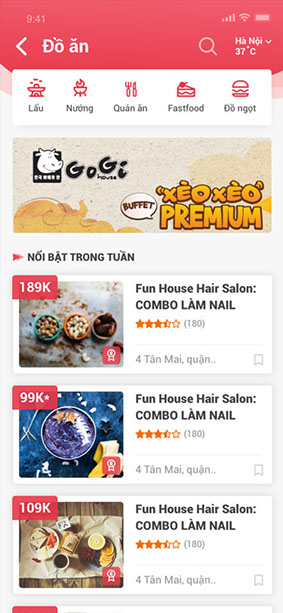 9:41
Đồ ăn
Hà Nội
37°C
Lẩu
Nướng
Quán ăn
Fastfood
Đồ ngọt
GoGi
house
BUFFET
"XÈO XÈO"
PREMIUM
NỔI BẬT TRONG TUẦN
189K
Fun House Hair Salon:
COMBO LÀM NAIL
(180)
4 Tân Mai, quận..
99K★
Fun House Hair Salon:
COMBO LÀM NAIL
(180)
4 Tân Mai, quận..
109K
Fun House Hair Salon:
COMBO LÀM NAIL
(180)
4 Tân Mai, quận..